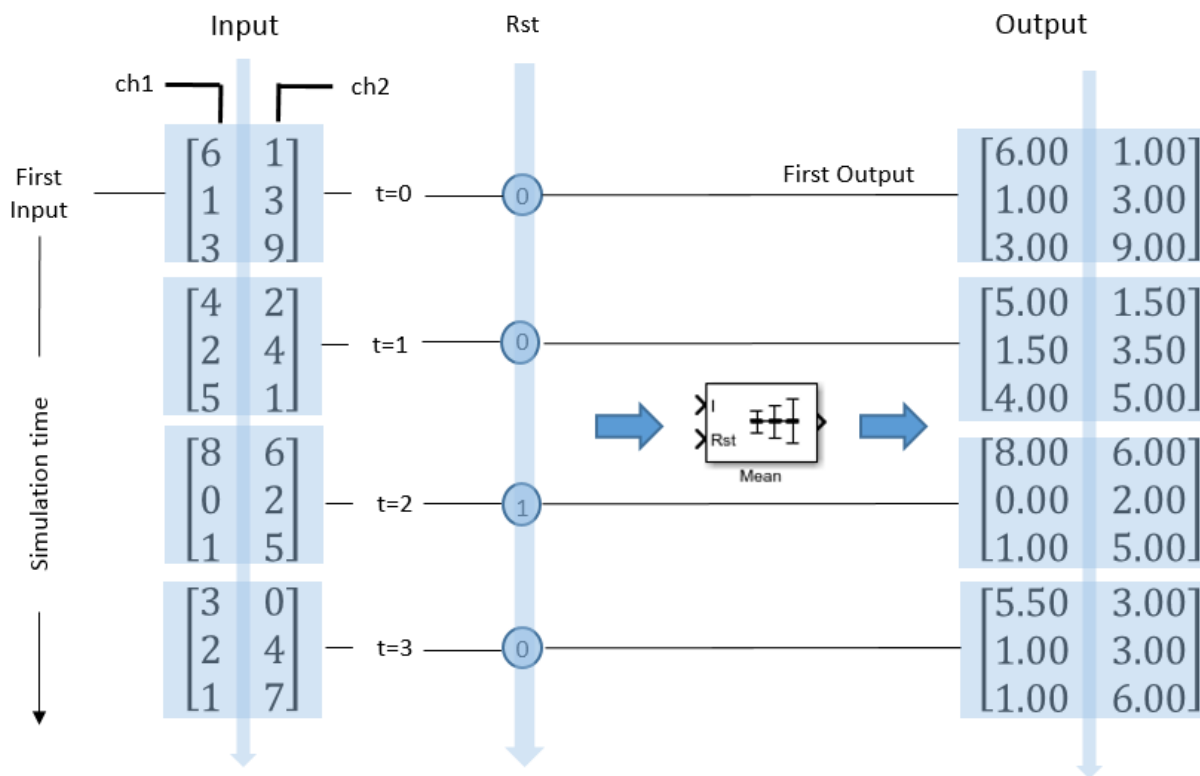 Input Rst Output
ch1 ch2
First Input
[6 1
1 3
3 9]
t=0
0
First Output
[6.00 1.00
1.00 3.00
3.00 9.00]
[4 2
2 4
5 1]
t=1
0
[5.00 1.50
1.50 3.50
4.00 5.00]
I
Rst
Mean
Simulation time
[8 6
0 2
1 5]
t=2
1
[8.00 6.00
0.00 2.00
1.00 5.00]
[3 0
2 4
1 7]
t=3
0
[5.50 3.00
1.00 3.00
1.00 6.00]